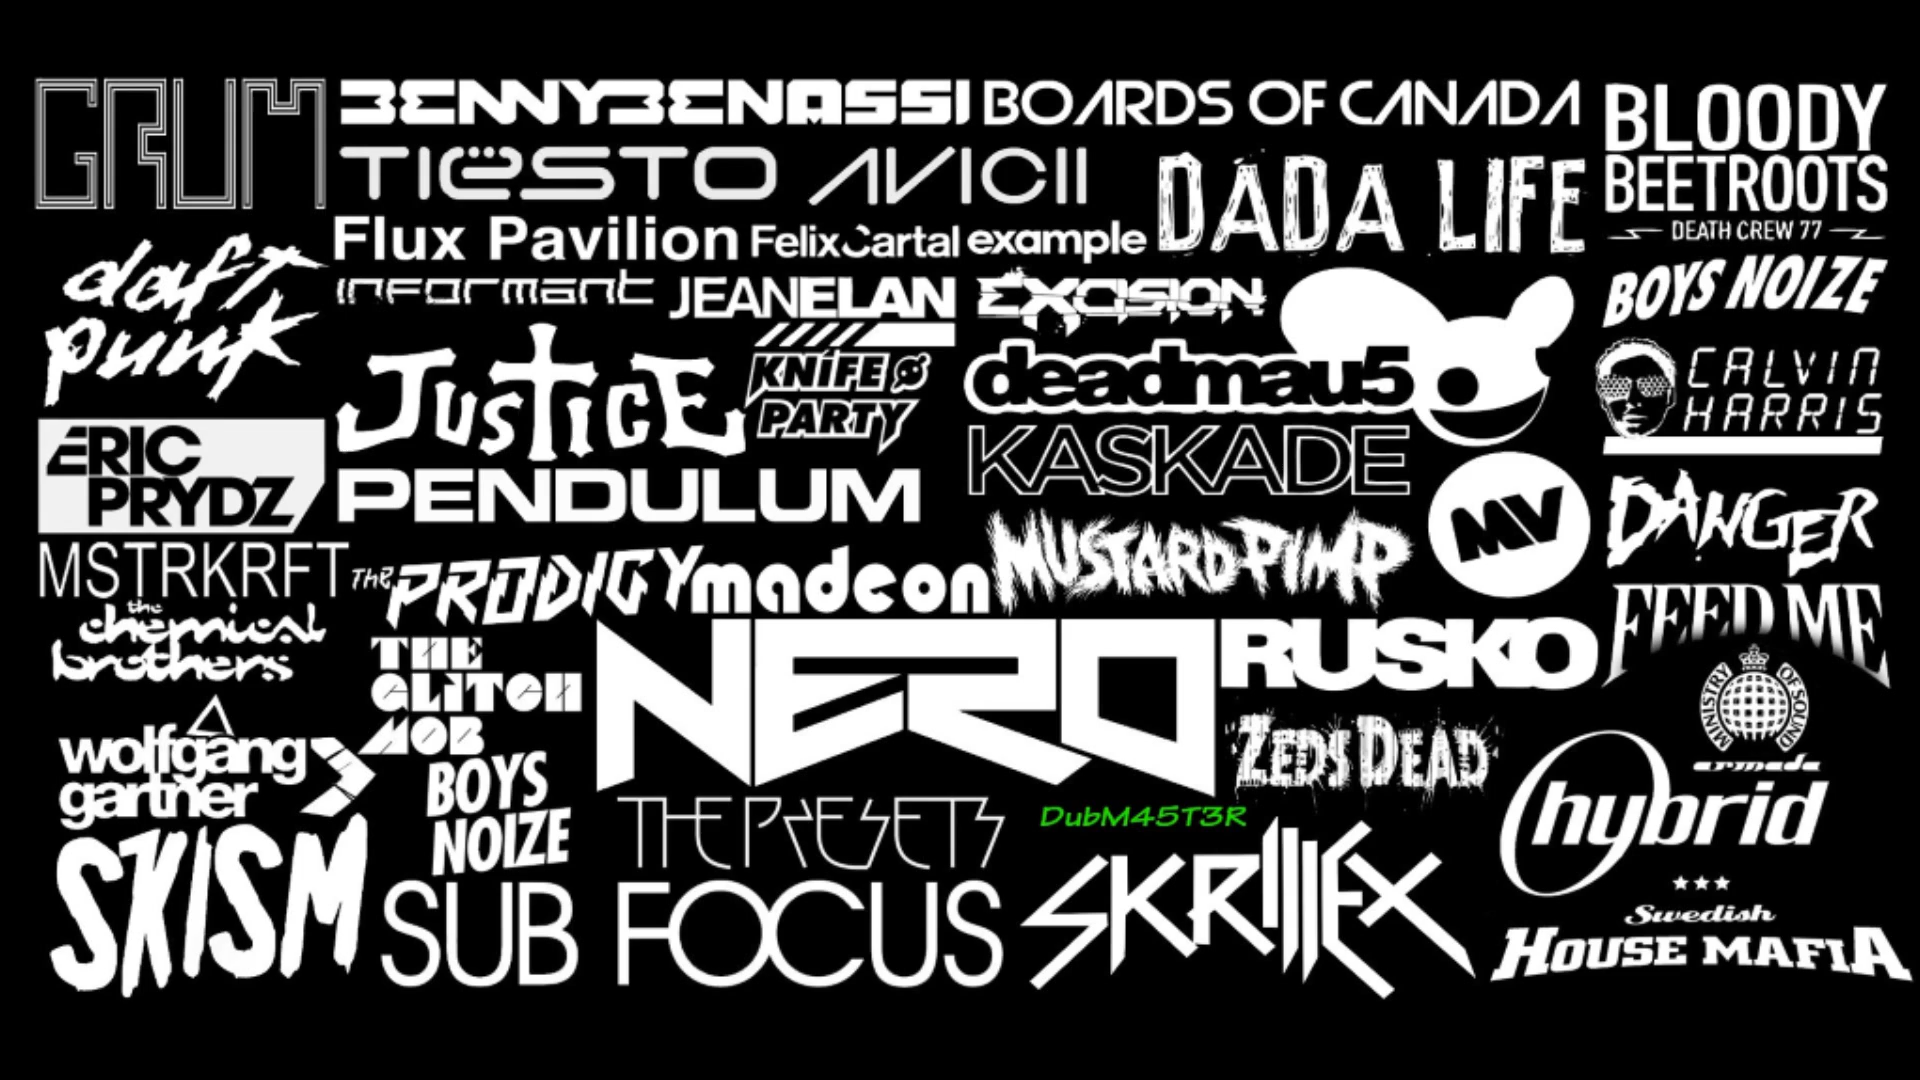 GRUM
BENNYBENASSI
BOARDS OF CANADA
BLOODY
BEETROOTS
DEATH CREW 77
TIËSTO
AVICII
DADA LIFE
Flux Pavilion
FelixCartal
example
daft
punk
informant
JEANELAN
EXCISION
BOYS NOIZE
JUSTICE
KNIFE
PARTY
deadmau5
CALVIN
HARRIS
ERIC
PRYDZ
KASKADE
PENDULUM
MV
DANGER
MSTRKRFT
THE PRODIGY
madeon
MUSTARD PIMP
FEED ME
the
chemical
brothers
THE
GLITCH
MOB
NERO
RUSKO
MINISTRY OF SOUND
wolfgang
gartner
BOYS
NOIZE
ZEDS DEAD
armada
hybrid
THE PRESETS
DubM45T3R
SKISM
SUB FOCUS
SKRILLEX
Swedish
HOUSE MAFIA